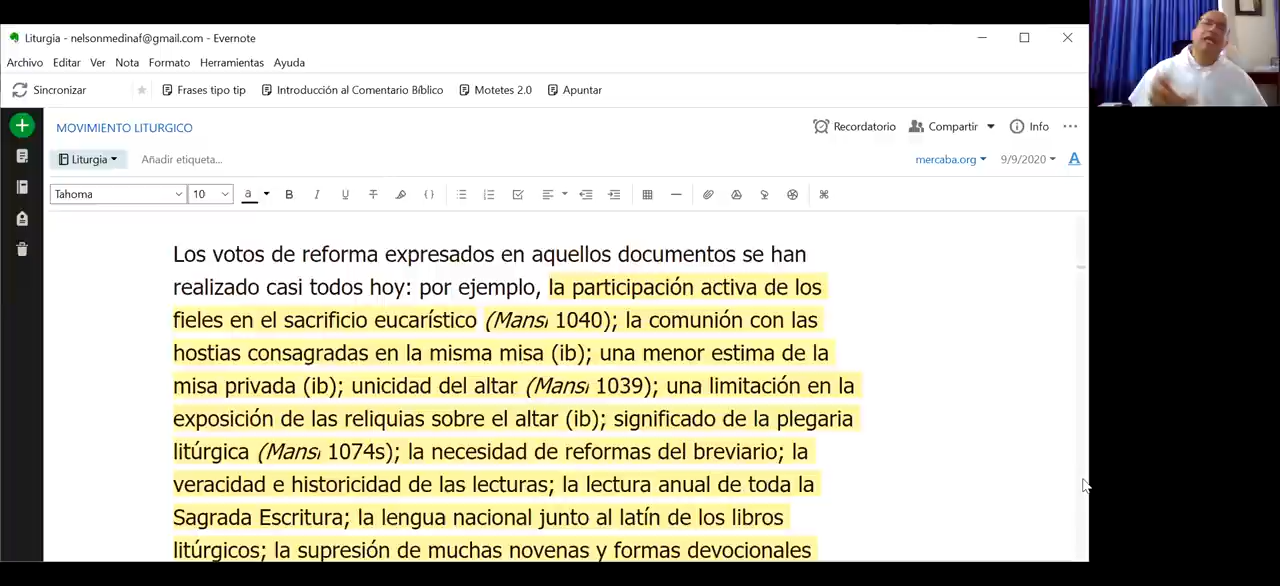 Liturgia - nelsonmedinaf@gmail.com - Evernote
Archivo Editar Ver Nota Formato Herramientas Ayuda
Sincronizar Frases tipo tip Introducción al Comentario Bíblico Motetes 2.0 Apuntar
MOVIMIENTO LITURGICO Recordatorio Compartir Info
Liturgia Añadir etiqueta... mercaba.org 9/9/2020
Tahoma 10
Los votos de reforma expresados en aquellos documentos se han
realizado casi todos hoy: por ejemplo, la participación activa de los
fieles en el sacrificio eucarístico (Mansi 1040); la comunión con las
hostias consagradas en la misma misa (ib); una menor estima de la
misa privada (ib); unicidad del altar (Mansi 1039); una limitación en la
exposición de las reliquias sobre el altar (ib); significado de la plegaria
litúrgica (Mansi 1074s); la necesidad de reformas del breviario; la
veracidad e historicidad de las lecturas; la lectura anual de toda la
Sagrada Escritura; la lengua nacional junto al latín de los libros
litúrgicos; la supresión de muchas novenas y formas devocionales